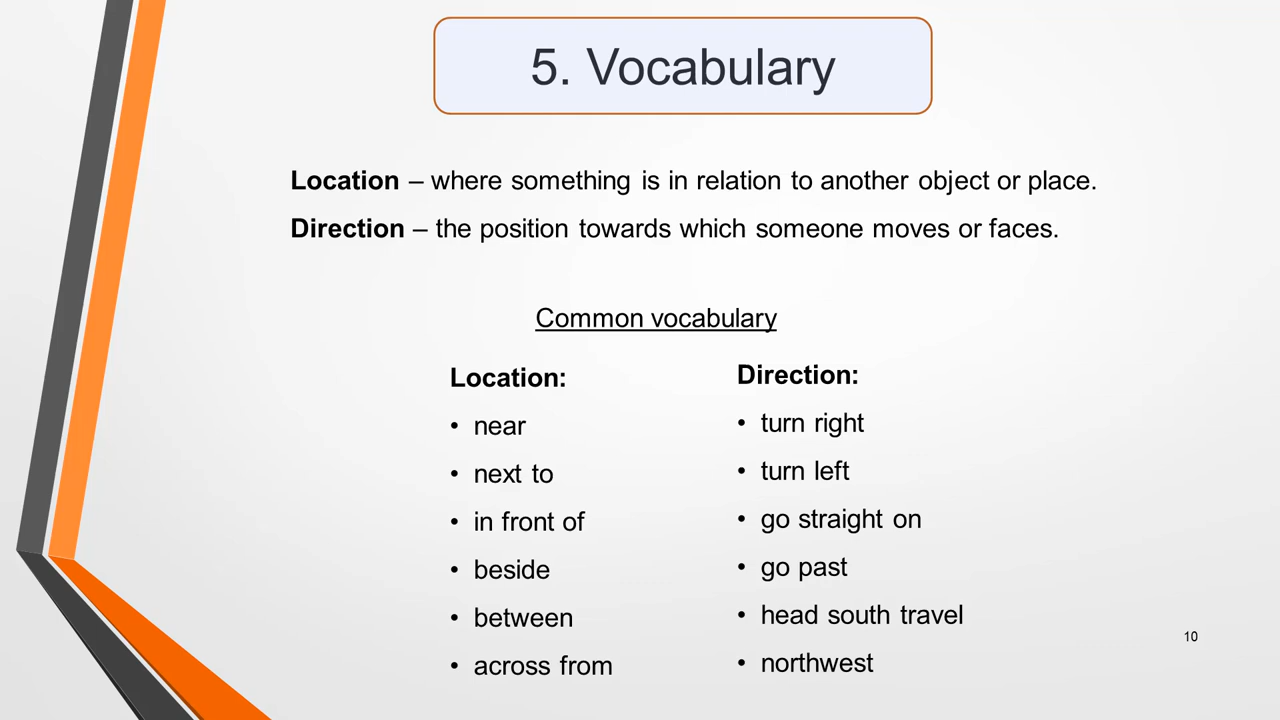 5. Vocabulary
Location – where something is in relation to another object or place.
Direction – the position towards which someone moves or faces.
Common vocabulary
Location:
• near
• next to
• in front of
• beside
• between
• across from
Direction:
• turn right
• turn left
• go straight on
• go past
• head south travel
• northwest
10